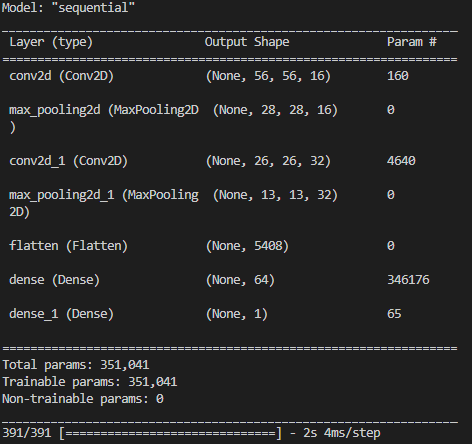 Model: "sequential"
_________________________________________________________________
Layer (type) Output Shape Param #
=================================================================
conv2d (Conv2D) (None, 56, 56, 16) 160
max_pooling2d (MaxPooling2D (None, 28, 28, 16) 0
)
conv2d_1 (Conv2D) (None, 26, 26, 32) 4640
max_pooling2d_1 (MaxPooling (None, 13, 13, 32) 0
2D)
flatten (Flatten) (None, 5408) 0
dense (Dense) (None, 64) 346176
dense_1 (Dense) (None, 1) 65
=================================================================
Total params: 351,041
Trainable params: 351,041
Non-trainable params: 0
_________________________________________________________________
391/391 [==============================] - 2s 4ms/step